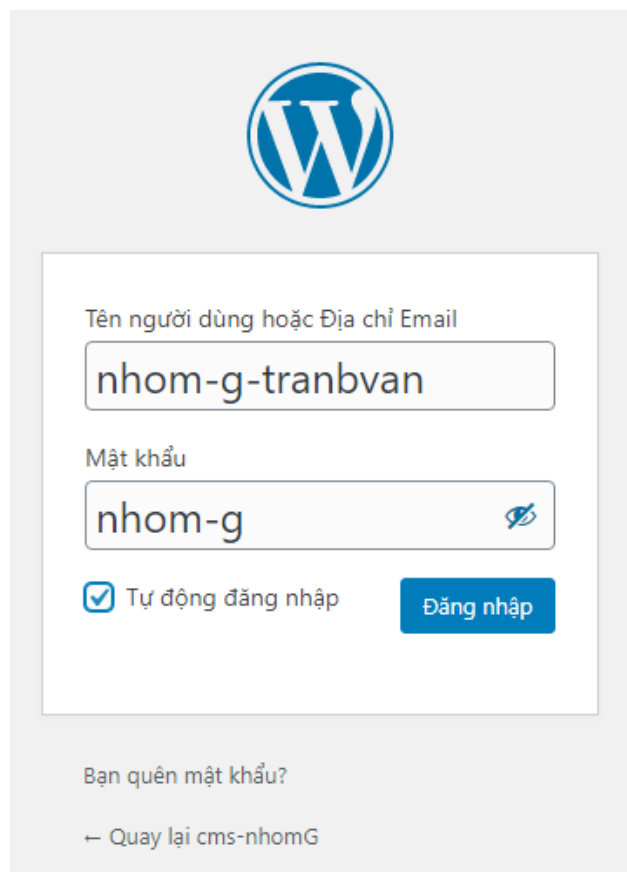 Tên người dùng hoặc Địa chỉ Email
nhom-g-tranbvan
Mật khẩu
nhom-g
Tự động đăng nhập
Đăng nhập
Bạn quên mật khẩu?
← Quay lại cms-nhomG